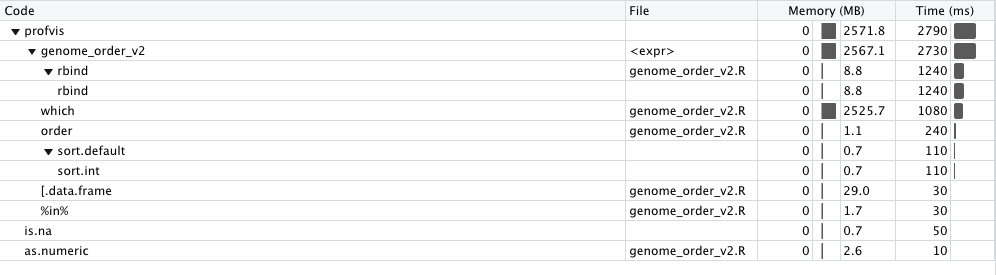 Code File Memory (MB) Time (ms)
▼ profvis 0 2571.8 2790
▼ genome_order_v2 <expr> 0 2567.1 2730
▼ rbind genome_order_v2.R 0 8.8 1240
rbind 0 8.8 1240
which genome_order_v2.R 0 2525.7 1080
order genome_order_v2.R 0 1.1 240
▼ sort.default 0 0.7 110
sort.int 0 0.7 110
[.data.frame genome_order_v2.R 0 29.0 30
%in% genome_order_v2.R 0 1.7 30
is.na 0 0.7 50
as.numeric genome_order_v2.R 0 2.6 10